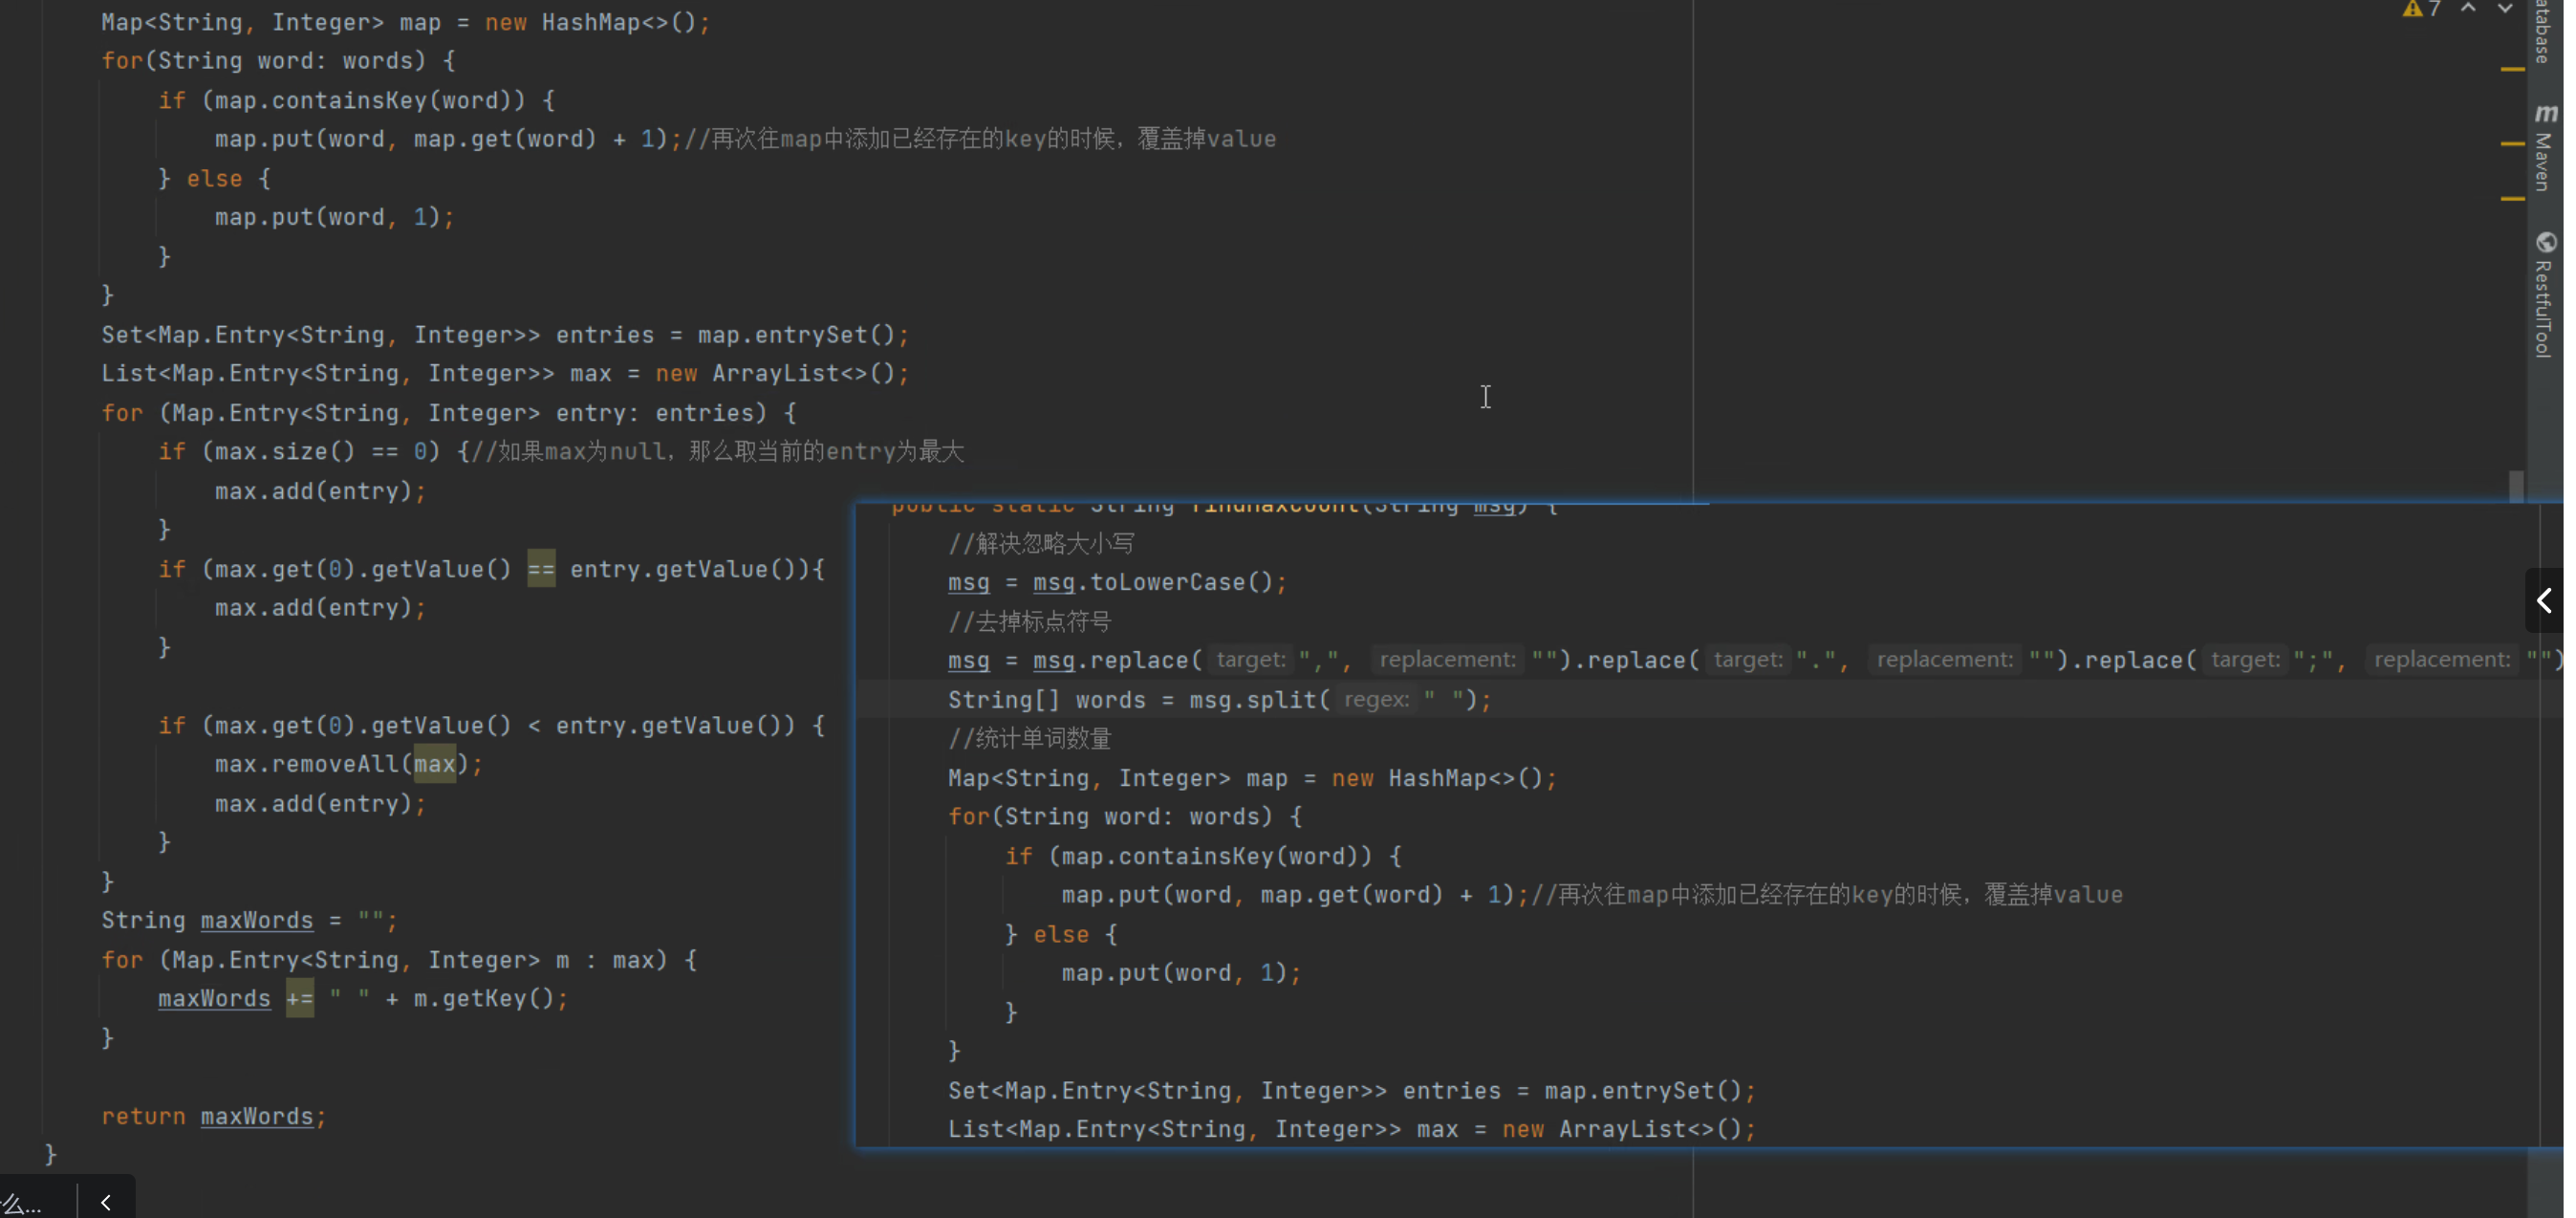 Map<String, Integer> map = new HashMap<>();
for(String word: words) {
if (map.containsKey(word)) {
map.put(word, map.get(word) + 1);//再次往map中添加已经存在的key的时候，覆盖掉value
} else {
map.put(word, 1);
}
}
Set<Map.Entry<String, Integer>> entries = map.entrySet();
List<Map.Entry<String, Integer>> max = new ArrayList<>();
for (Map.Entry<String, Integer> entry: entries) {
if (max.size() == 0) {//如果max为null，那么取当前的entry为最大
max.add(entry);
}
if (max.get(0).getValue() == entry.getValue()){
max.add(entry);
}
if (max.get(0).getValue() < entry.getValue()) {
max.removeAll(max);
max.add(entry);
}
}
String maxWords = "";
for (Map.Entry<String, Integer> m : max) {
maxWords += " " + m.getKey();
}
return maxWords;
}
么...
public static String findMaxCount(String msg) {
//解决忽略大小写
msg = msg.toLowerCase();
//去掉标点符号
msg = msg.replace( target: ",", replacement: "").replace( target: ".", replacement: "").replace( target: ";", replacement: "")
String[] words = msg.split( regex: " ");
//统计单词数量
Map<String, Integer> map = new HashMap<>();
for(String word: words) {
if (map.containsKey(word)) {
map.put(word, map.get(word) + 1);//再次往map中添加已经存在的key的时候，覆盖掉value
} else {
map.put(word, 1);
}
}
Set<Map.Entry<String, Integer>> entries = map.entrySet();
List<Map.Entry<String, Integer>> max = new ArrayList<>();
7
atabase
m Maven
RestfulTool